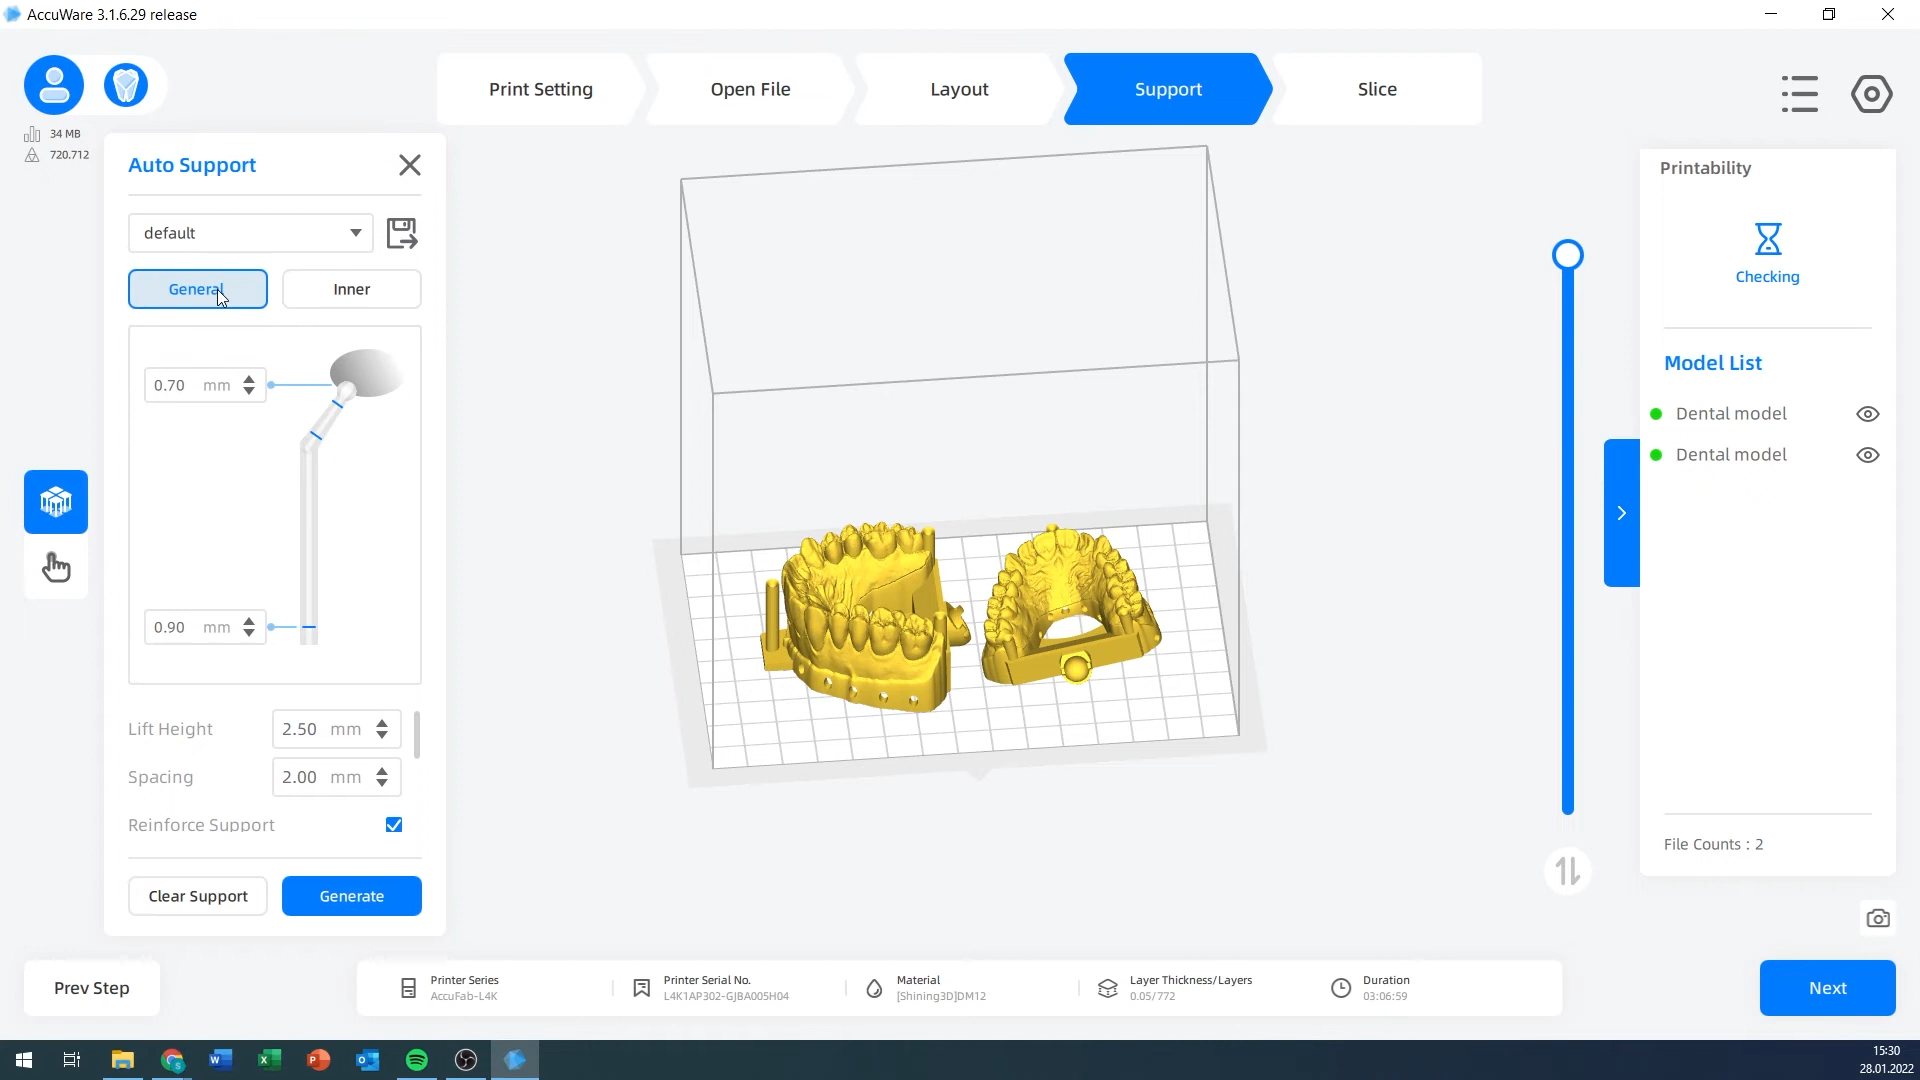 AccuWare 3.1.6.29 release
Print Setting
Open File
Layout
Support
Slice
34 MB
720.712
Auto Support
default
General
Inner
0.70 mm
0.90 mm
Lift Height 2.50 mm
Spacing 2.00 mm
Reinforce Support
Clear Support
Generate
Printability
Checking
Model List
Dental model
Dental model
File Counts : 2
Prev Step
Printer Series
AccuFab-L4K
Printer Serial No.
L4K1AP302-GJBA005H04
Material
[Shining3D]DM12
Layer Thickness/Layers
0.05/772
Duration
03:06:59
Next
15:30
28.01.2022